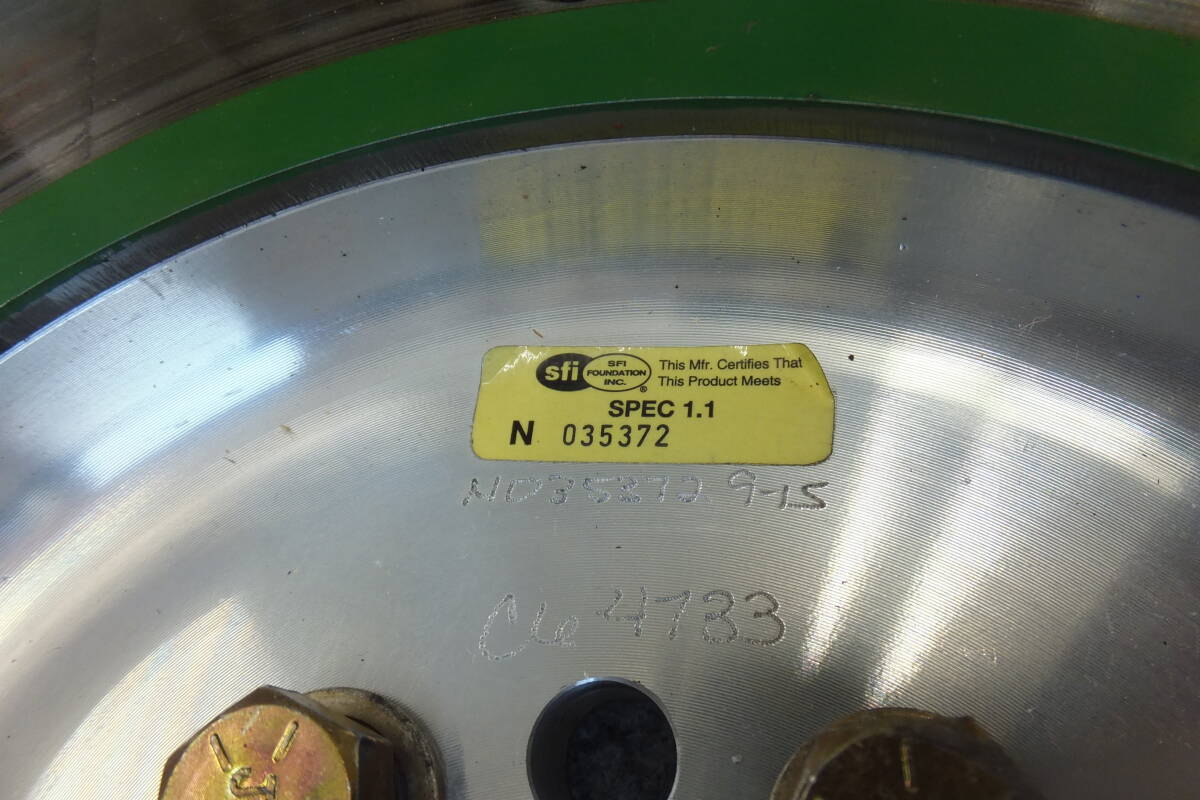 sfi SFI FOUNDATION INC.® This Mfr. Certifies That
This Product Meets
SPEC 1.1
N 035372
N035372 9-15
C6 4733
J